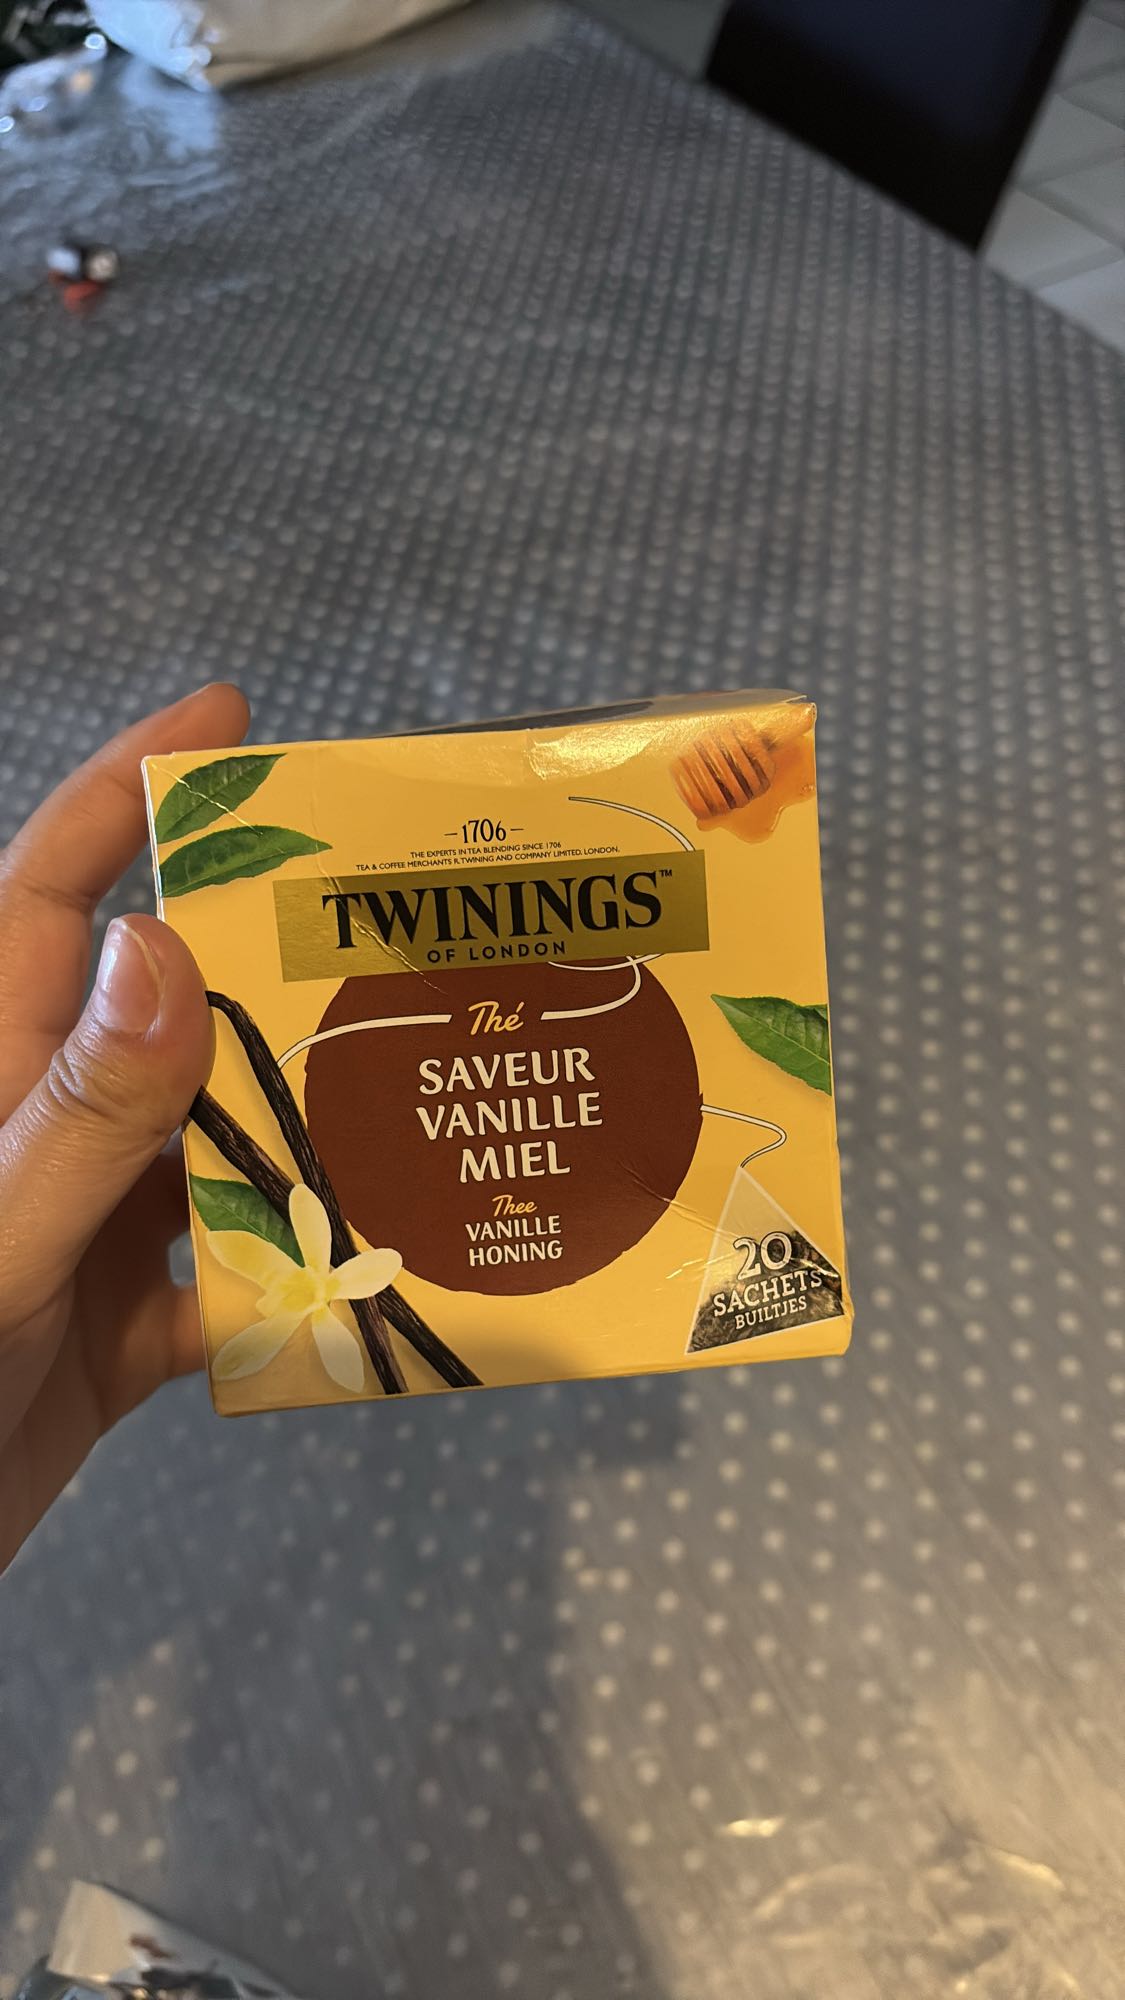 –1706–
THE EXPERTS IN TEA BLENDING SINCE 1706
TEA & COFFEE MERCHANTS R. TWINING AND COMPANY LIMITED, LONDON.
TWININGS™
OF LONDON
Thé
SAVEUR
VANILLE
MIEL
Thee
VANILLE
HONING
20
SACHETS
BUILTJES